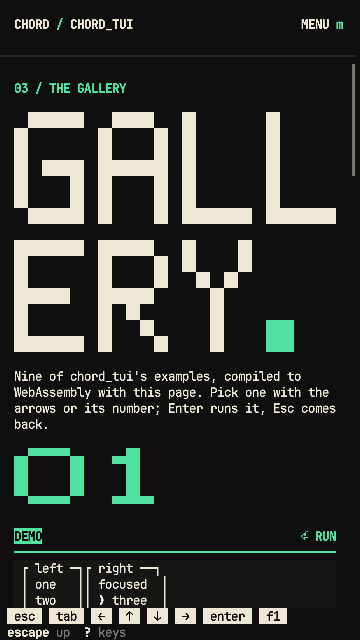 CHORD / CHORD_TUI
MENU m
03 / THE GALLERY
GALL
ERY.
Nine of chord_tui's examples, compiled to
WebAssembly with this page. Pick one with the
arrows or its number; Enter runs it, Esc comes
back.
01
DEMO
RUN
left right
one focused
two › three
esc tab ← ↑ ↓ → enter f1
escape up ? keys